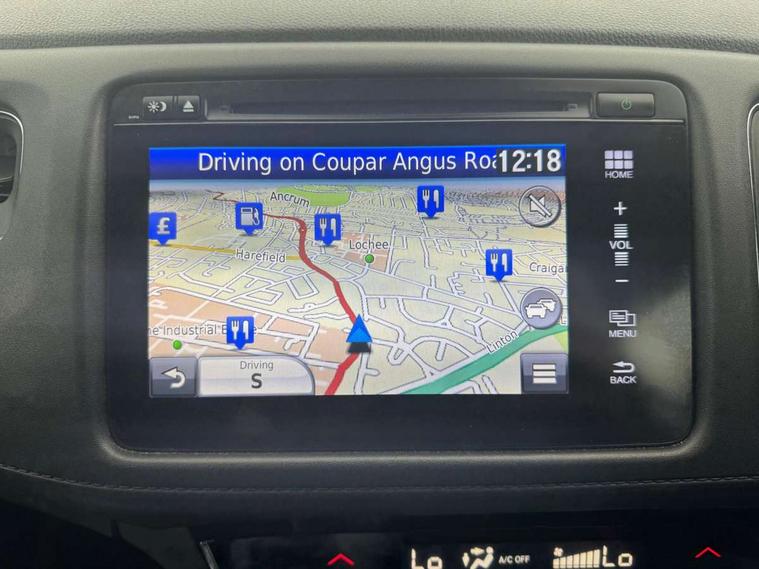 Driving on Coupar Angus Roa
12:18
HOME
Ancrum
£
VOL
Harefield
Lochee
Craigar
ne Industrial E e
Linton
MENU
Driving
S
BACK
Lo
A/C OFF
Lo